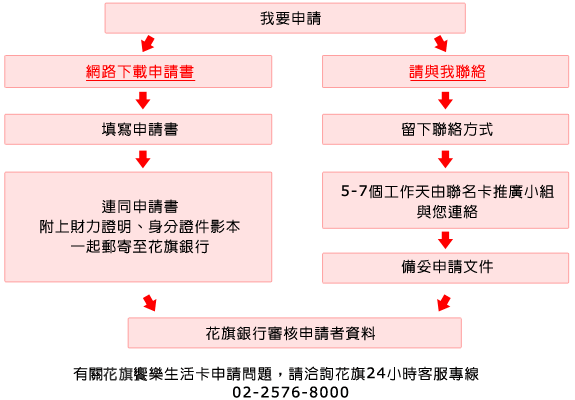 我要申請
網路下載申請書
填寫申請書
連同申請書
附上財力證明、身分證件影本
一起郵寄至花旗銀行
請與我聯絡
留下聯絡方式
5-7個工作天由聯名卡推廣小組
與您連絡
備妥申請文件
花旗銀行審核申請者資料
有關花旗饗樂生活卡申請問題，請洽詢花旗24小時客服專線
02-2576-8000